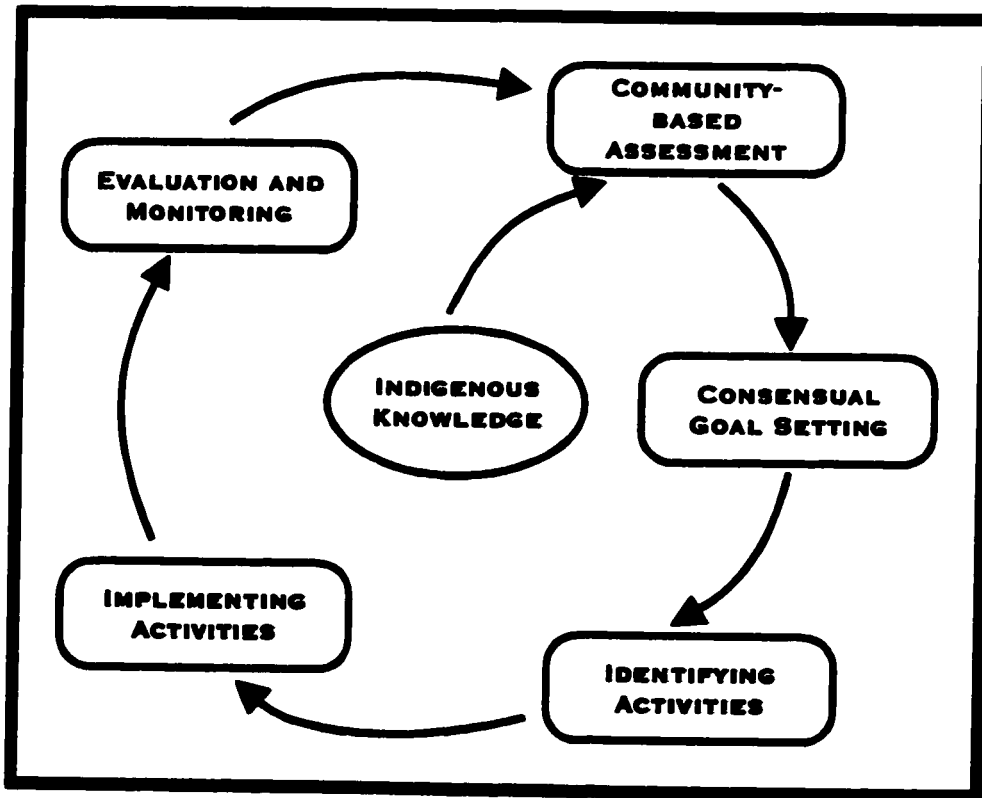 COMMUNITY-
BASED
ASSESSMENT
EVALUATION AND
MONITORING
INDIGENOUS
KNOWLEDGE
CONSENSUAL
GOAL SETTING
IMPLEMENTING
ACTIVITIES
IDENTIFYING
ACTIVITIES